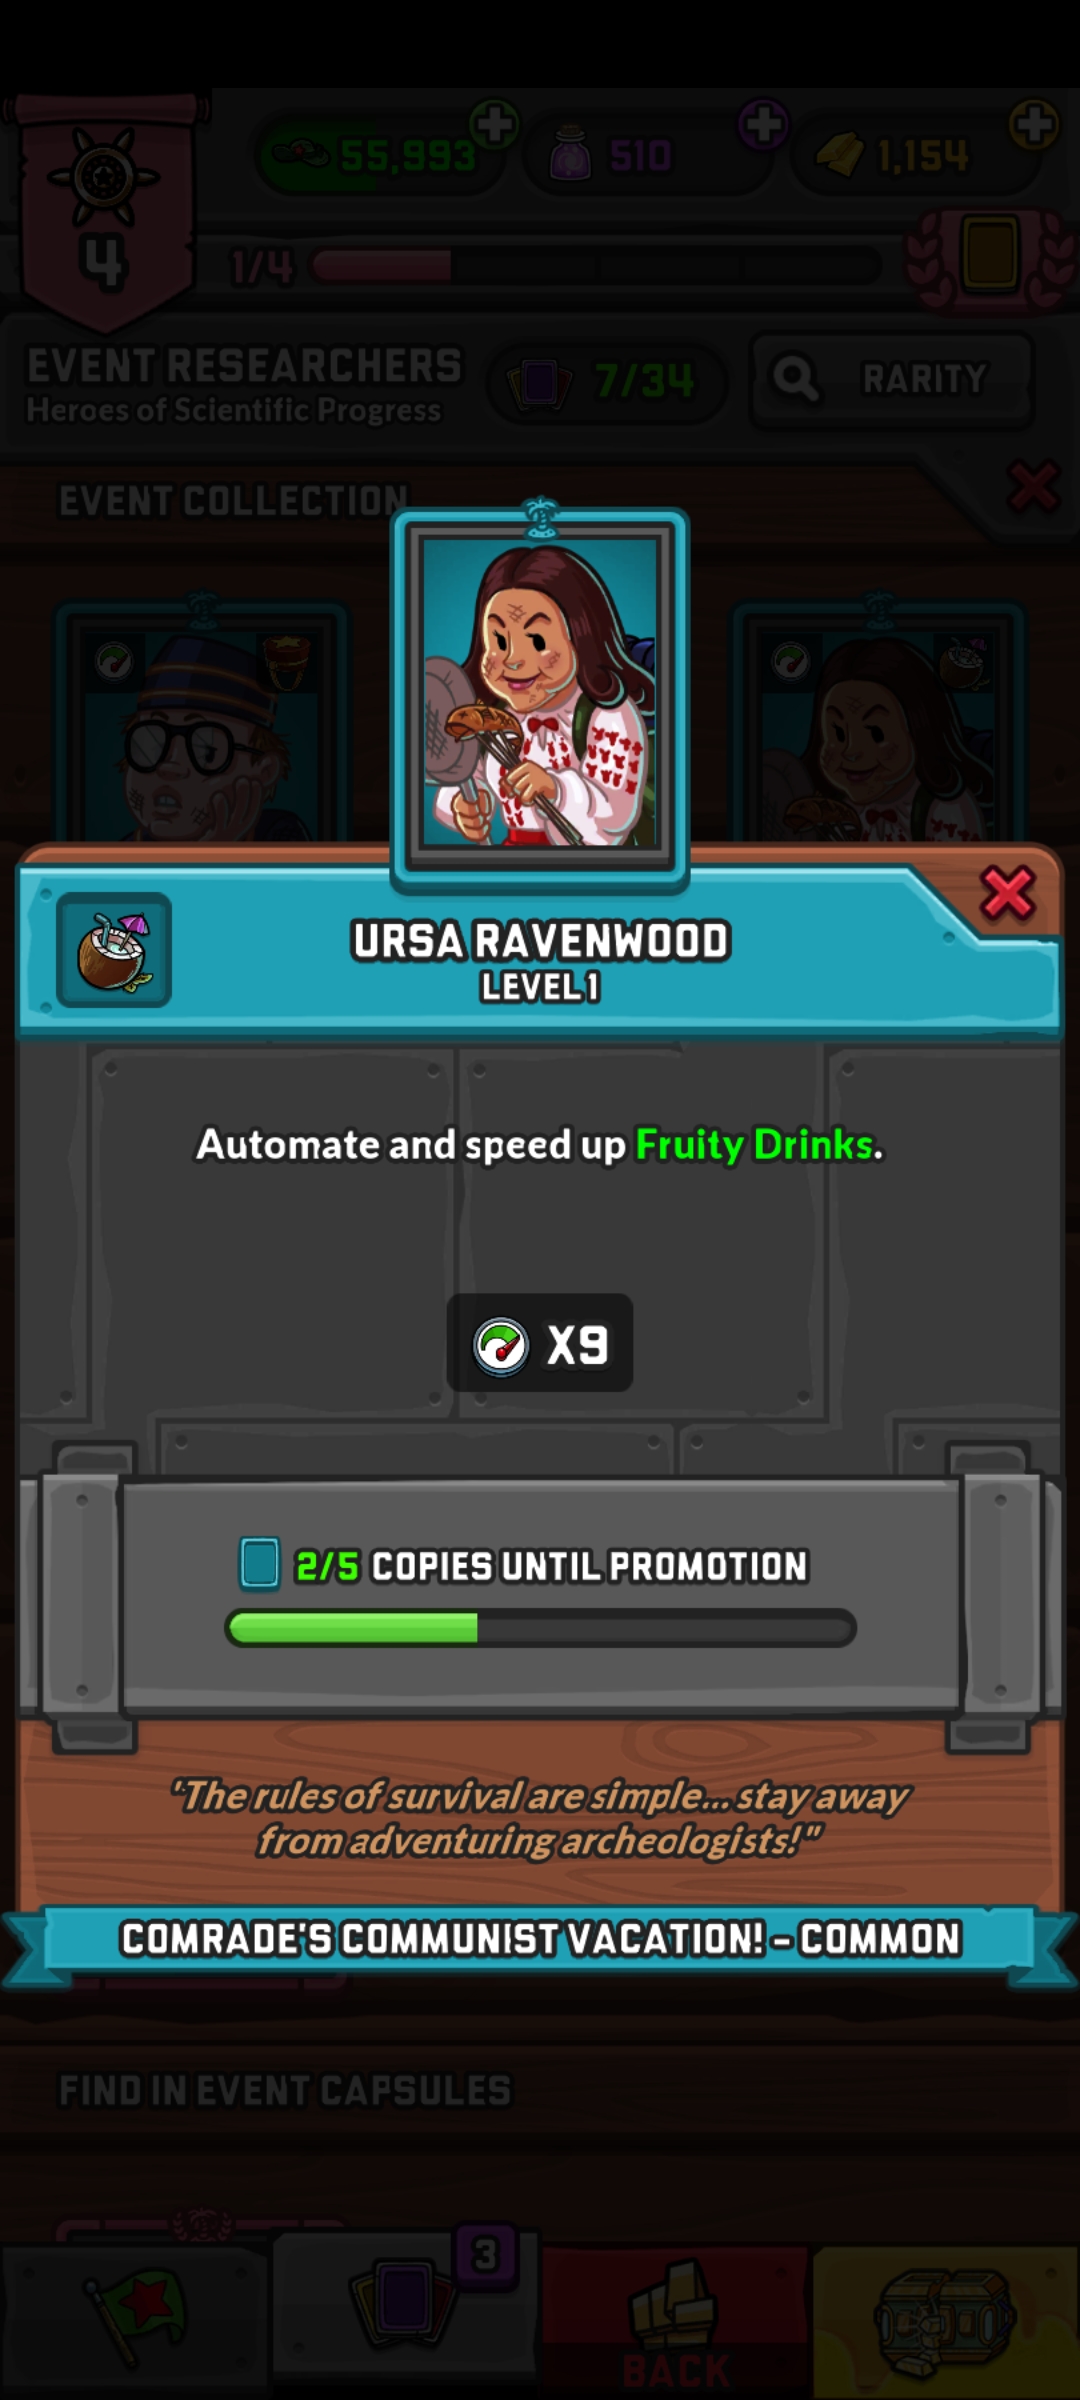 55,993
510
1,154
4
1/4
EVENT RESEARCHERS
Heroes of Scientific Progress
7/34
RARITY
EVENT COLLECTION
URSA RAVENWOOD
LEVEL 1
Automate and speed up Fruity Drinks.
X9
2/5 COPIES UNTIL PROMOTION
"The rules of survival are simple... stay away
from adventuring archeologists!"
COMRADE'S COMMUNIST VACATION! - COMMON
FIND IN EVENT CAPSULES
3
BACK